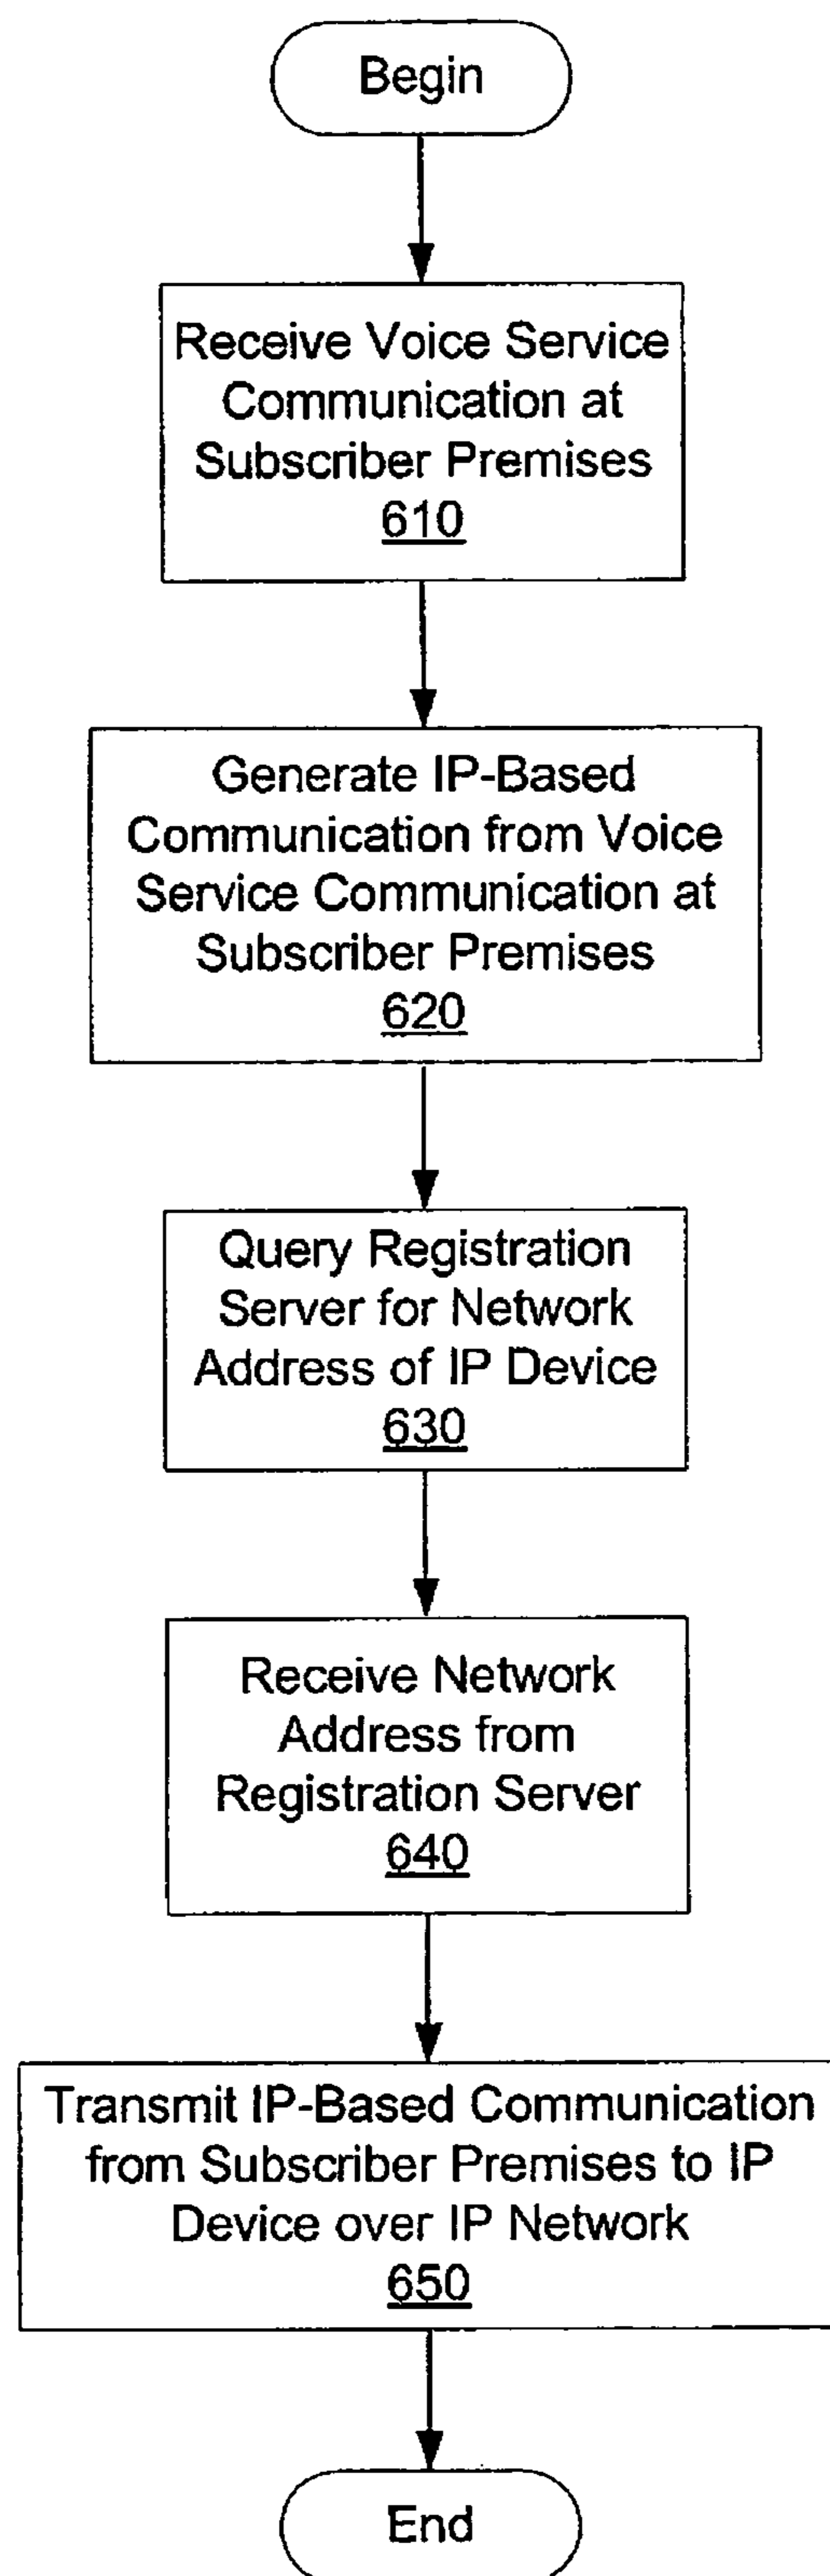 Begin
Receive Voice Service
Communication at
Subscriber Premises
610
Generate IP-Based
Communication from Voice
Service Communication at
Subscriber Premises
620
Query Registration
Server for Network
Address of IP Device
630
Receive Network
Address from
Registration Server
640
Transmit IP-Based Communication
from Subscriber Premises to IP
Device over IP Network
650
End